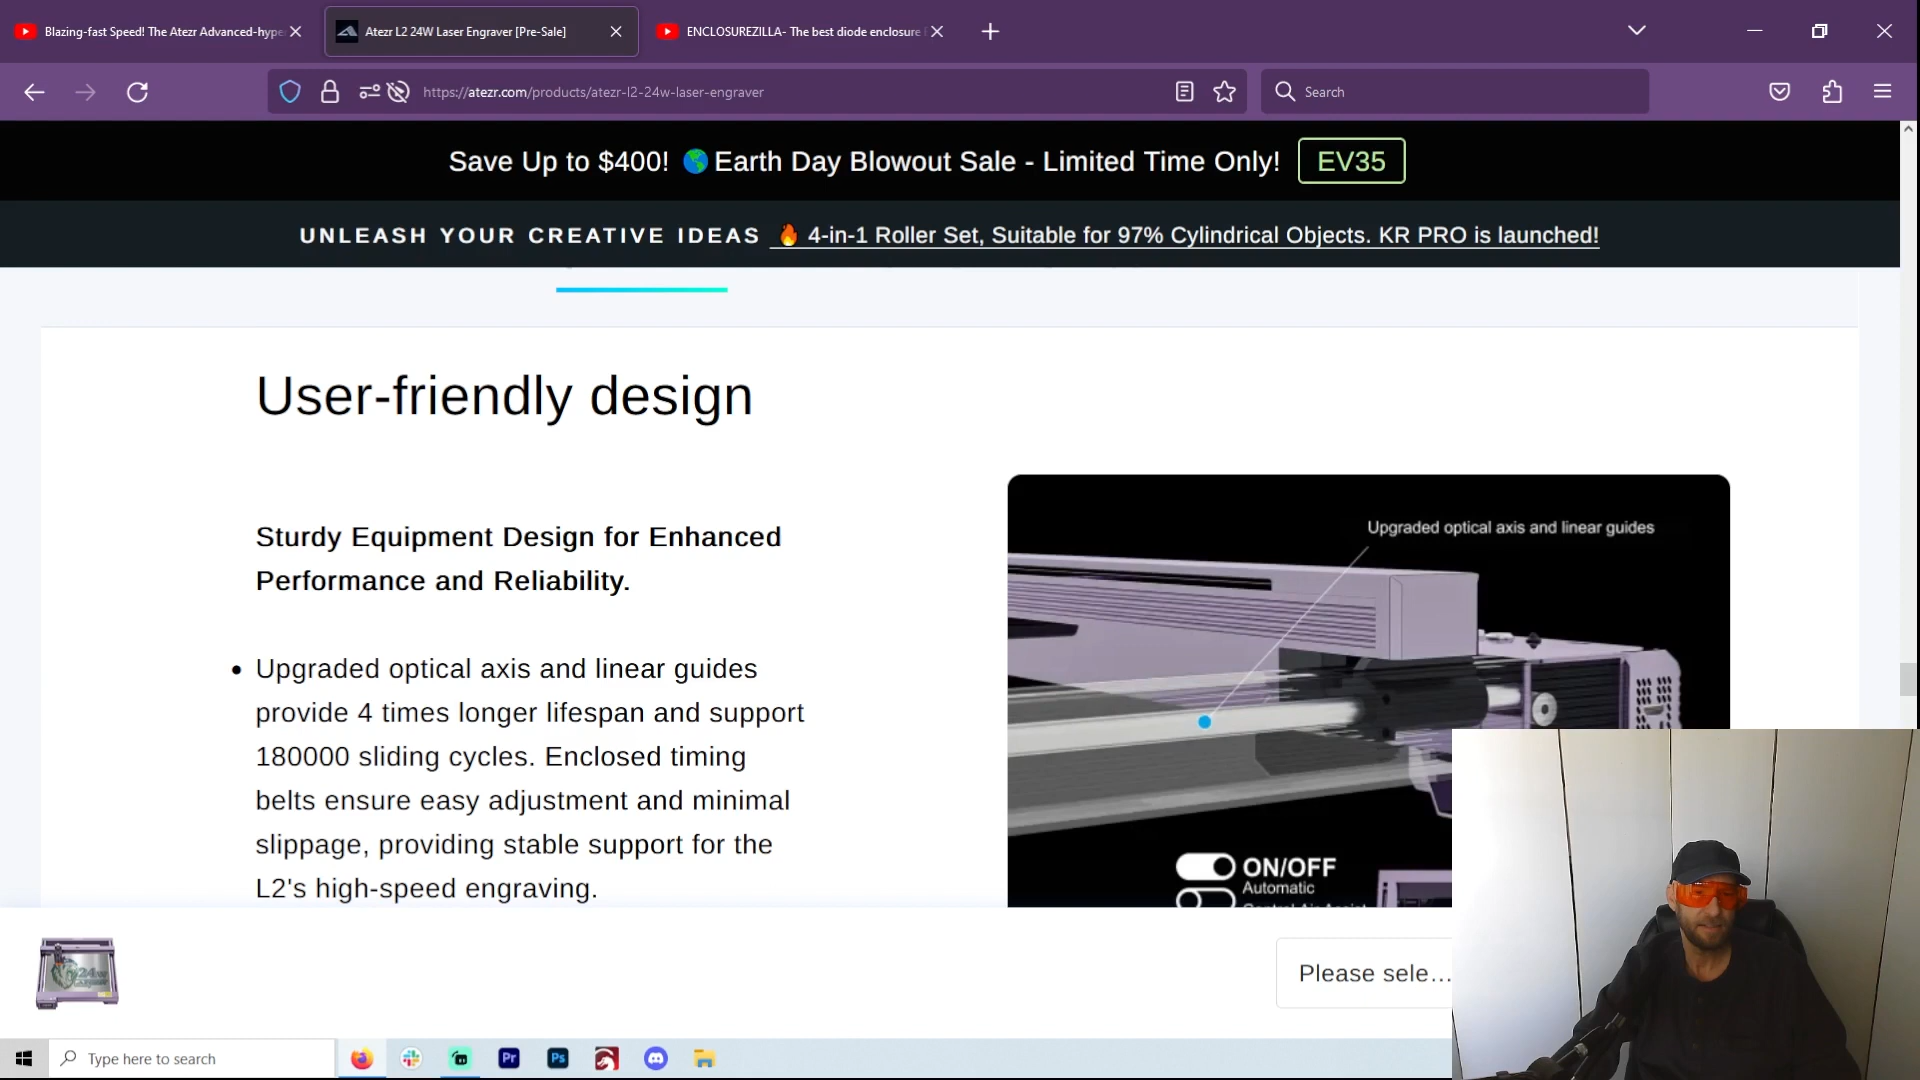 Blazing-fast Speed! The Atezr Advanced-hype
Atezr L2 24W Laser Engraver [Pre-Sale]
ENCLOSUREZILLA- The best diode enclosure
https://atezr.com/products/atezr-l2-24w-laser-engraver
Search
Save Up to $400! 🌎Earth Day Blowout Sale - Limited Time Only! EV35
UNLEASH YOUR CREATIVE IDEAS 🔥 4-in-1 Roller Set, Suitable for 97% Cylindrical Objects. KR PRO is launched!
User-friendly design
Sturdy Equipment Design for Enhanced
Performance and Reliability.
• Upgraded optical axis and linear guides
provide 4 times longer lifespan and support
180000 sliding cycles. Enclosed timing
belts ensure easy adjustment and minimal
slippage, providing stable support for the
L2's high-speed engraving.
Upgraded optical axis and linear guides
ON/OFF
Automatic
Control Air Assist
24w
Please sele...
Type here to search
Pr
Ps